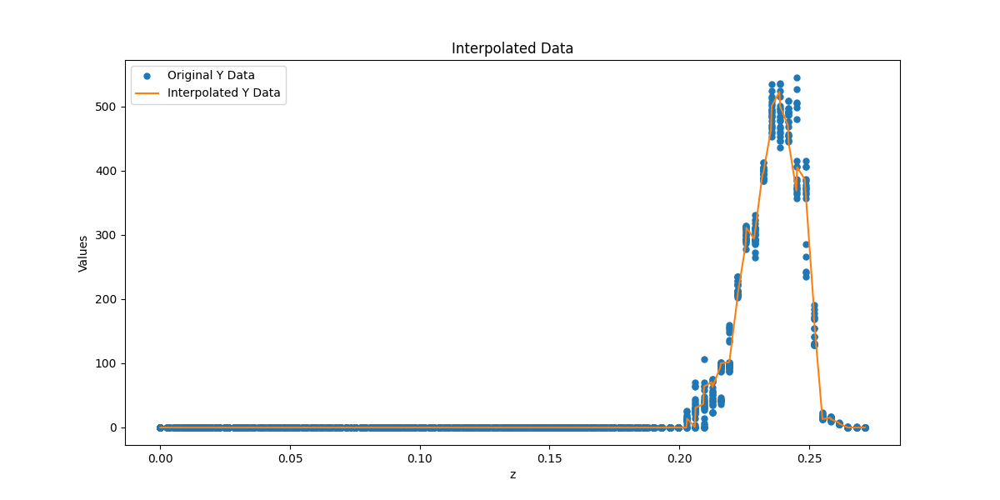 Interpolated Data
Original Y Data
Interpolated Y Data
Values
500
400
300
200
100
0
0.00 0.05 0.10 0.15 0.20 0.25
z